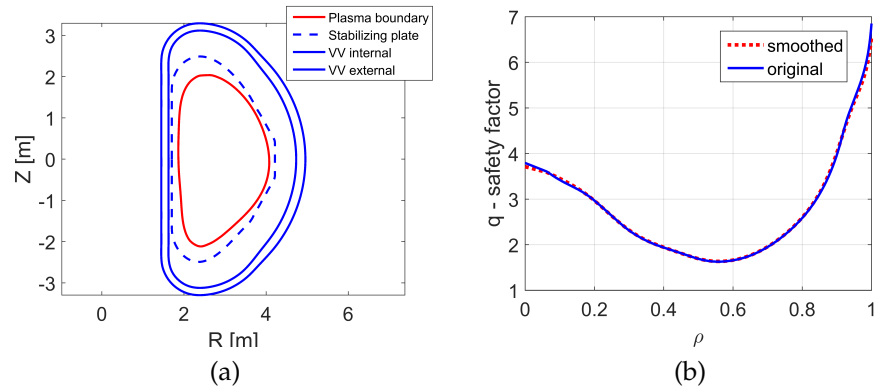 Plasma boundary
Stabilizing plate
VV internal
VV external
3
2
1
0
-1
-2
-3
Z [m]
0
2
4
6
R [m]
(a)
smoothed
original
7
6
5
4
3
2
1
q - safety factor
0
0.2
0.4
0.6
0.8
1
ρ
(b)